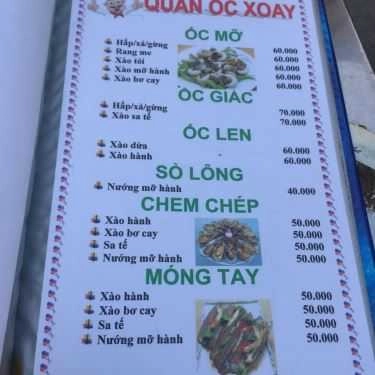 QUÁN ỐC XOAY
ỐC MỠ
Hấp/xả/gừng 60.000
Rang me 60.000
Xào tỏi 60.000
Xào mỡ hành 60.000
Xào bơ cay 60.000
ỐC GIÁC
Hấp/xả/gừng 70.000
Xào sa tế 70.000
ỐC LEN
Xào dừa 60.000
Xào hành 60.000
SÒ LÔNG
Nướng mỡ hành 40.000
CHEM CHÉP
Xào hành 50.000
Xào bơ cay 50.000
Sa tế 50.000
Nướng mỡ hành 50.000
MÓNG TAY
Xào hành 50.000
Xào bơ cay 50.000
Sa tế 50.000
Nướng mỡ hành 50.000